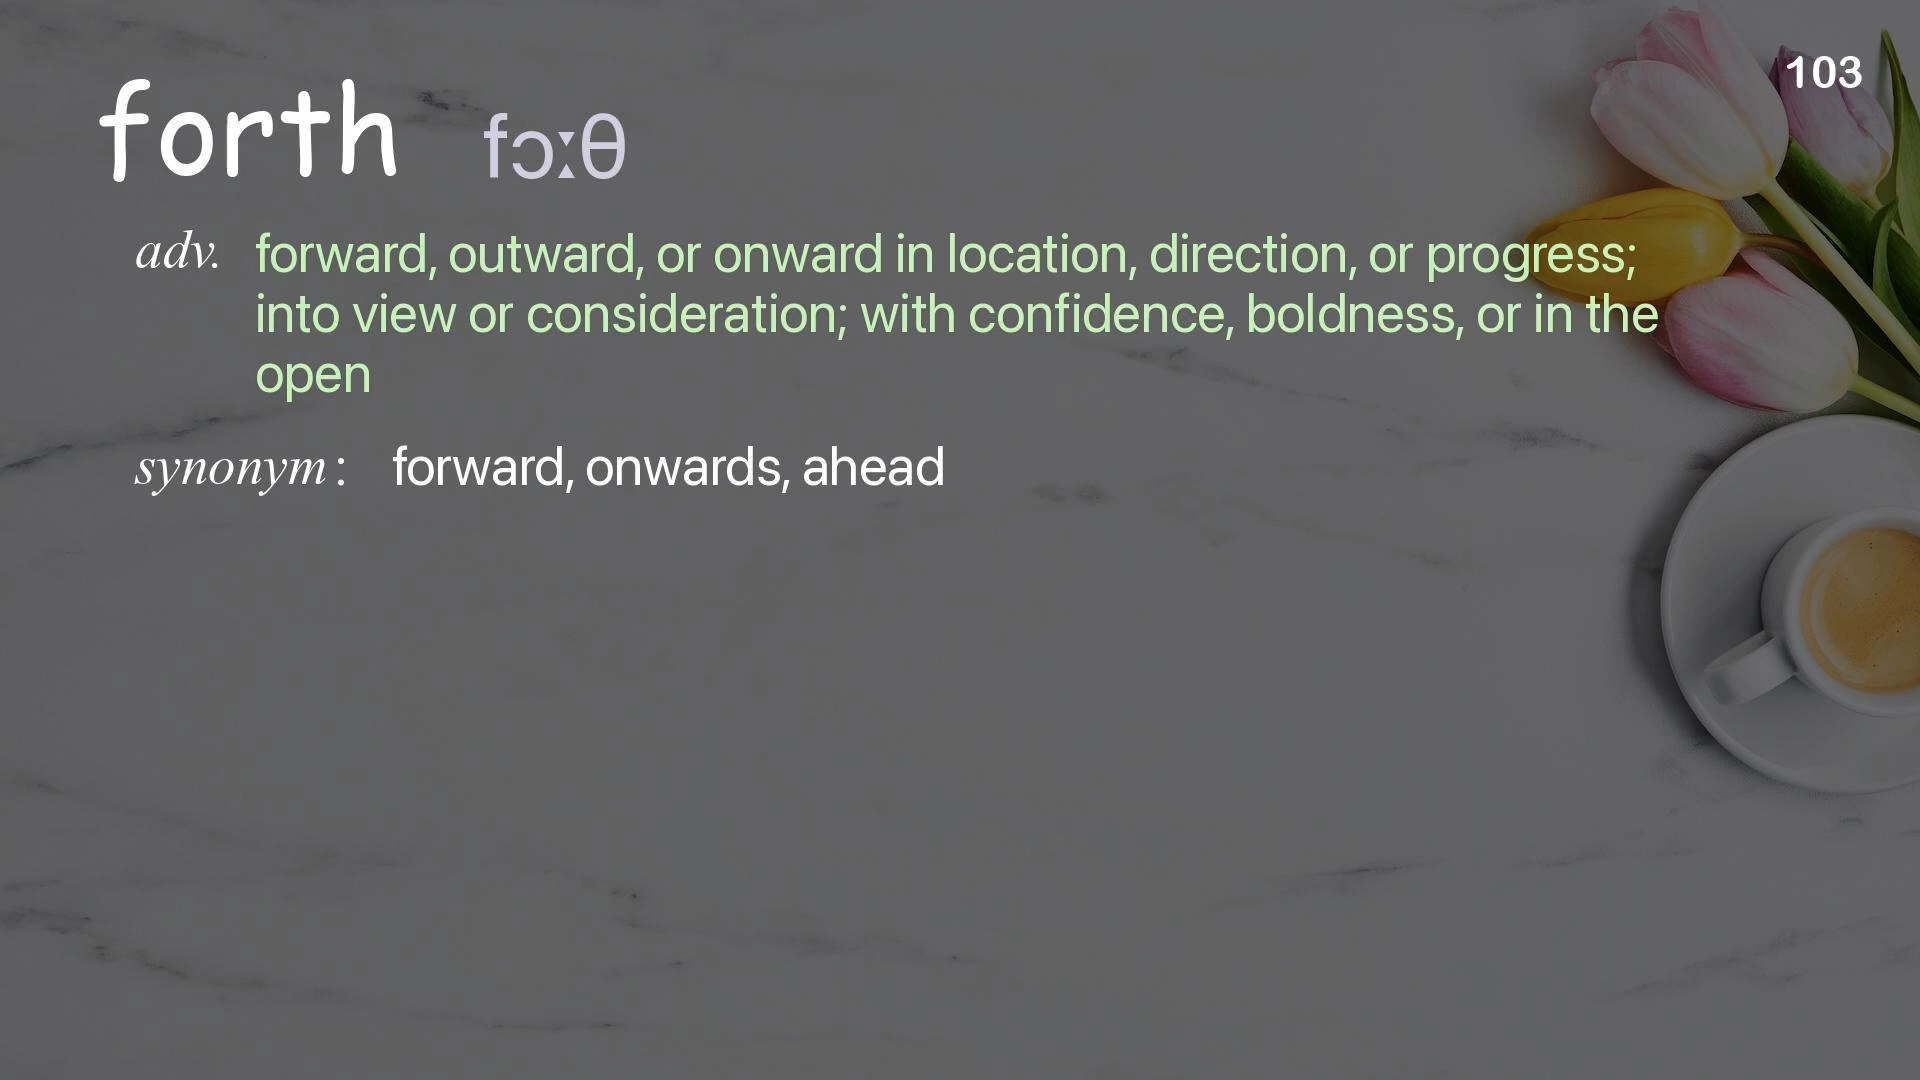 103
forth fɔːθ
adv. forward, outward, or onward in location, direction, or progress;
into view or consideration; with confidence, boldness, or in the
open
synonym : forward, onwards, ahead